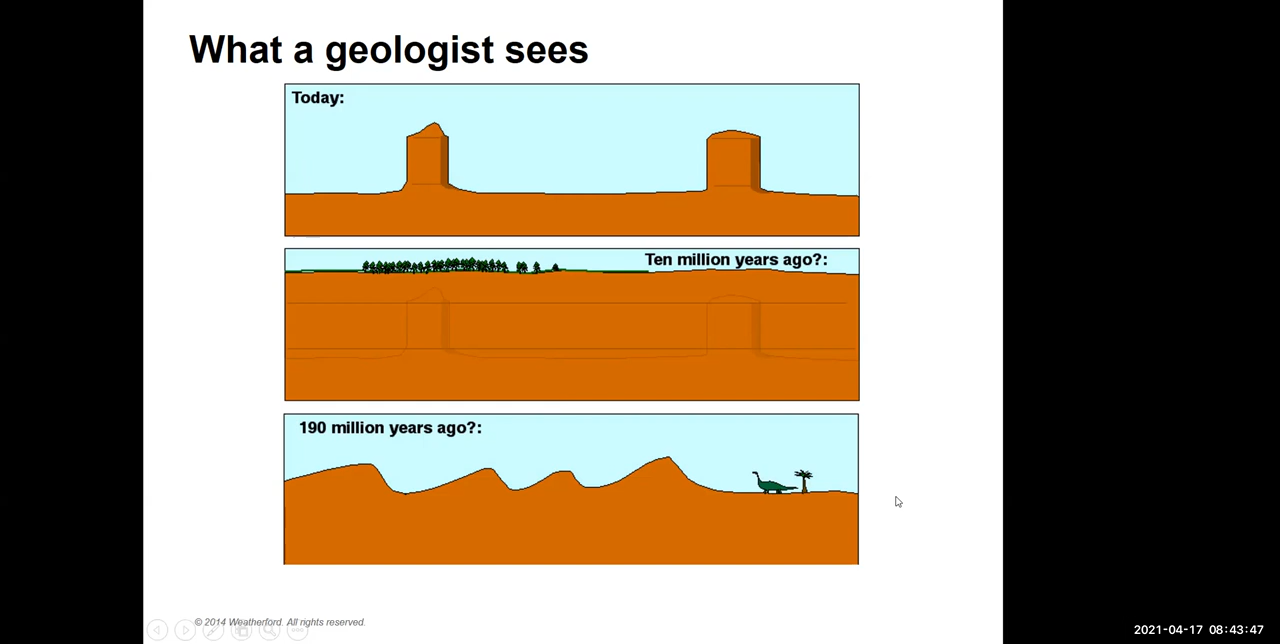 What a geologist sees
Today:
Ten million years ago?:
190 million years ago?:
© 2014 Weatherford. All rights reserved.
2021-04-17 08:43:47